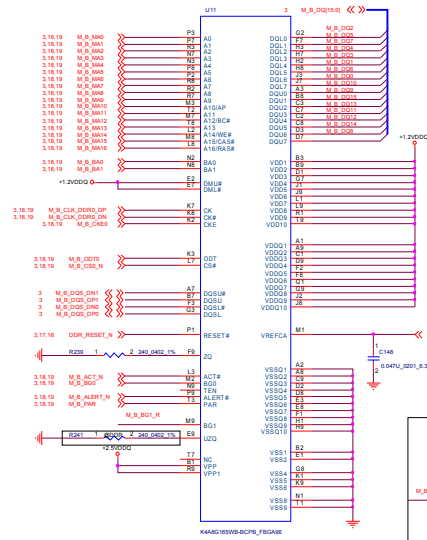 U11
3 M_B_DQ[15:0]
3,18,19 M_B_MA0 P3 A0 DQL0 G2 M_B_DQ2
3,18,19 M_B_MA1 P7 A1 DQL1 F7 M_B_DQ5
3,18,19 M_B_MA2 R3 A2 DQL2 H3 M_B_DQ7
3,18,19 M_B_MA3 N7 A3 DQL3 H7 M_B_DQ4
3,18,19 M_B_MA4 N3 A4 DQL4 H2 M_B_DQ3
3,18,19 M_B_MA5 P8 A5 DQL5 H8 M_B_DQ1
3,18,19 M_B_MA6 P2 A6 DQL6 J3 M_B_DQ6
3,18,19 M_B_MA7 R8 A7 DQL7 J7 M_B_DQ0
3,18,19 M_B_MA8 R2 A8 DQU0 A3 M_B_DQ10
3,18,19 M_B_MA9 R7 A9 DQU1 B8 M_B_DQ9
3,18,19 M_B_MA10 M3 A10/AP DQU2 C3 M_B_DQ15
3,18,19 M_B_MA11 T2 A11 DQU3 C7 M_B_DQ13
3,18,19 M_B_MA12 M7 A12/BC# DQU4 C2 M_B_DQ11
3,18,19 M_B_MA13 T8 A13 DQU5 C8 M_B_DQ12
3,18,19 M_B_MA14 L2 A14/WE# DQU6 D3 M_B_DQ14
3,18,19 M_B_MA15 M8 A15/CAS# DQU7 D7 M_B_DQ8
3,18,19 M_B_MA16 L8 A16/RAS#
+1.2VDDQ
3,18,19 M_B_BA0 N2 BA0 VDD1 B3
3,18,19 M_B_BA1 N8 BA1 VDD2 B9
VDD3 D1
+1.2VDDQ E2 DMU# VDD4 G7
E7 DML# VDD5 J1
VDD6 J9
VDD7 L1
3,18,19 M_B_CLK_DDR0_DP K7 CK VDD8 L9
3,18,19 M_B_CLK_DDR0_DN K8 CK# VDD9 R1
3,18,19 M_B_CKE0 K2 CKE VDD10 T9
VDDQ1 A1
VDDQ2 A9
3,18,19 M_B_ODT0 K3 ODT VDDQ3 C1
3,18,19 M_B_CS0_N L7 CS# VDDQ4 D9
VDDQ5 F2
VDDQ6 F8
VDDQ7 G1
3 M_B_DQS_DN1 A7 DQSU# VDDQ8 G9
3 M_B_DQS_DP1 B7 DQSU VDDQ9 J2
3 M_B_DQS_DN0 F3 DQSL# VDDQ10 J8
3 M_B_DQS_DP0 G3 DQSL
3,17,18 DDR_RESET_N P1 RESET# VREFCA M1
R239 1 2 240_0402_1% F9 ZQ
1 C148
2 0.047U_0201_6.3
VSSQ1 A2
3,18,19 M_B_ACT_N L3 ACT# VSSQ2 A8
3,18,19 M_B_BG0 M2 BG0 VSSQ3 C9
N9 TEN VSSQ4 D2
3,18,19 M_B_ALERT_N P9 ALERT# VSSQ5 D8
3,18,19 M_B_PAR T3 PAR VSSQ6 E3
VSSQ7 E8
VSSQ8 F1
M_B_BG1_R M9 BG1 VSSQ9 H1
VSSQ10 H9
R241 1 2 240_0402_1% E9 UZQ
+2.5VDDQ
VSS1 B2
T7 NC VSS2 E1
B1 VPP
R9 VPP1 VSS4 G8
VSS5 K1
VSS6 K9
VSS8 N1
VSS9 T1
M_B
K4A8G165WB-BCPB_FBGA96